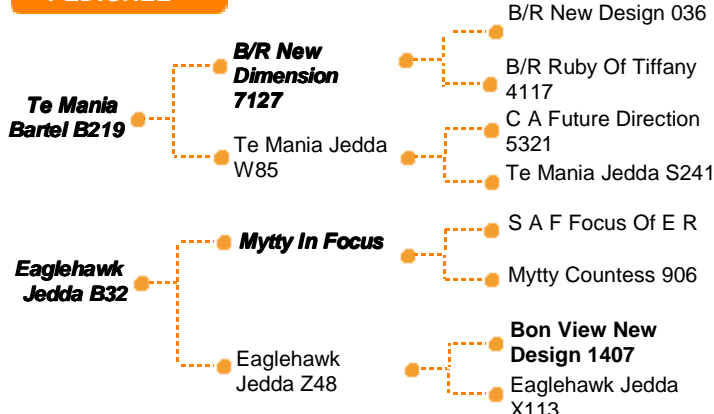 B/R New Design 036
B/R New
Dimension
7127
B/R Ruby Of Tiffany
4117
Te Mania
Bartel B219
C A Future Direction
5321
Te Mania Jedda
W85
Te Mania Jedda S241
S A F Focus Of E R
Mytty In Focus
Mytty Countess 906
Eaglehawk
Jedda B32
Bon View New
Design 1407
Eaglehawk
Jedda Z48
Eaglehawk Jedda
X113